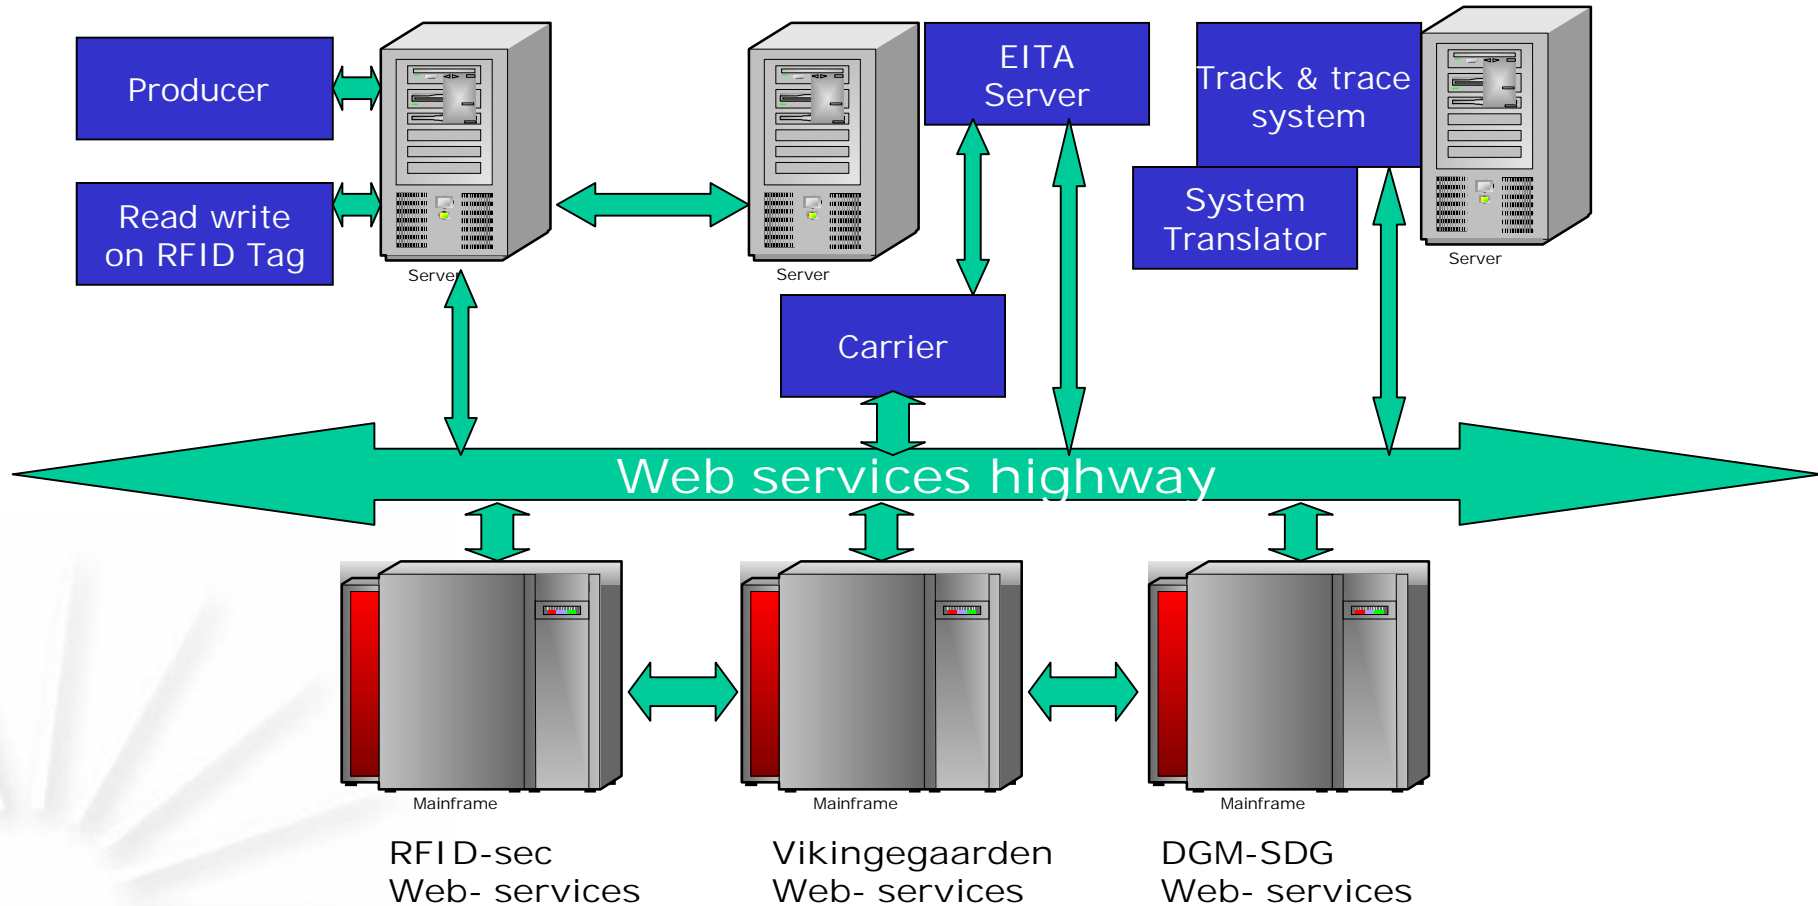 Producer
Read write
on RFID Tag
Server
Server
EITA
Server
Track & trace
system
System
Translator
Server
Carrier
Web services highway
Mainframe
Mainframe
Mainframe
RFID-sec
Web- services
Vikingegaarden
Web- services
DGM-SDG
Web- services